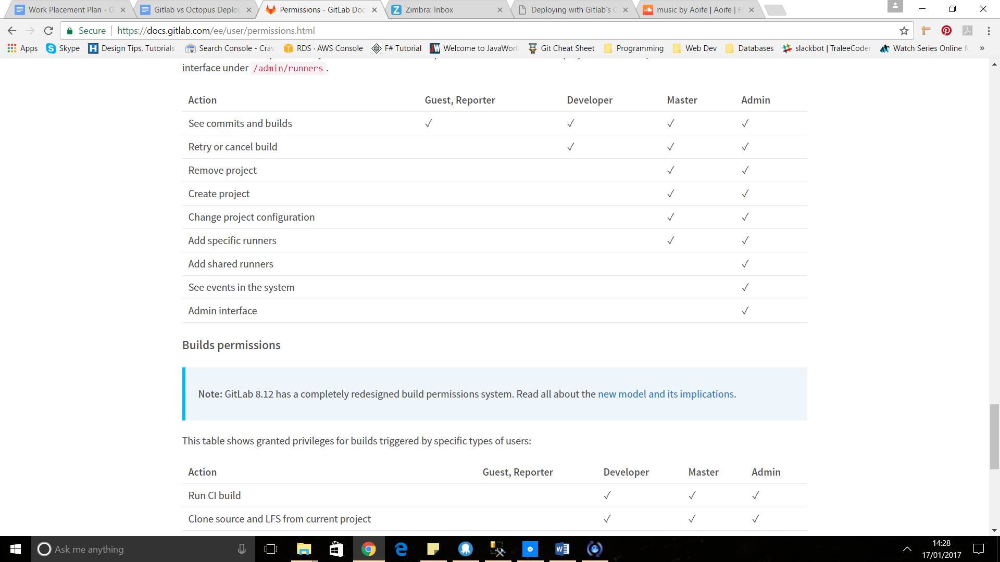 Work Placement Plan - G
Gitlab vs Octopus Deploy
Permissions - GitLab Doc
Zimbra: Inbox
Deploying with Gitlab's C
music by Aoife | Aoife | F
Secure https://docs.gitlab.com/ee/user/permissions.html
Apps Skype Design Tips, Tutorials Search Console - Craw RDS · AWS Console F# Tutorial Welcome to JavaWorl Git Cheat Sheet Programming Web Dev Databases slackbot | TraleeCoder Watch Series Online fo »
interface under /admin/runners .
Action Guest, Reporter Developer Master Admin
See commits and builds ✓ ✓ ✓ ✓
Retry or cancel build ✓ ✓ ✓
Remove project ✓ ✓
Create project ✓ ✓
Change project configuration ✓ ✓
Add specific runners ✓ ✓
Add shared runners ✓
See events in the system ✓
Admin interface ✓
Builds permissions
Note: GitLab 8.12 has a completely redesigned build permissions system. Read all about the new model and its implications.
This table shows granted privileges for builds triggered by specific types of users:
Action Guest, Reporter Developer Master Admin
Run CI build ✓ ✓ ✓
Clone source and LFS from current project ✓ ✓ ✓
Ask me anything
14:28
17/01/2017